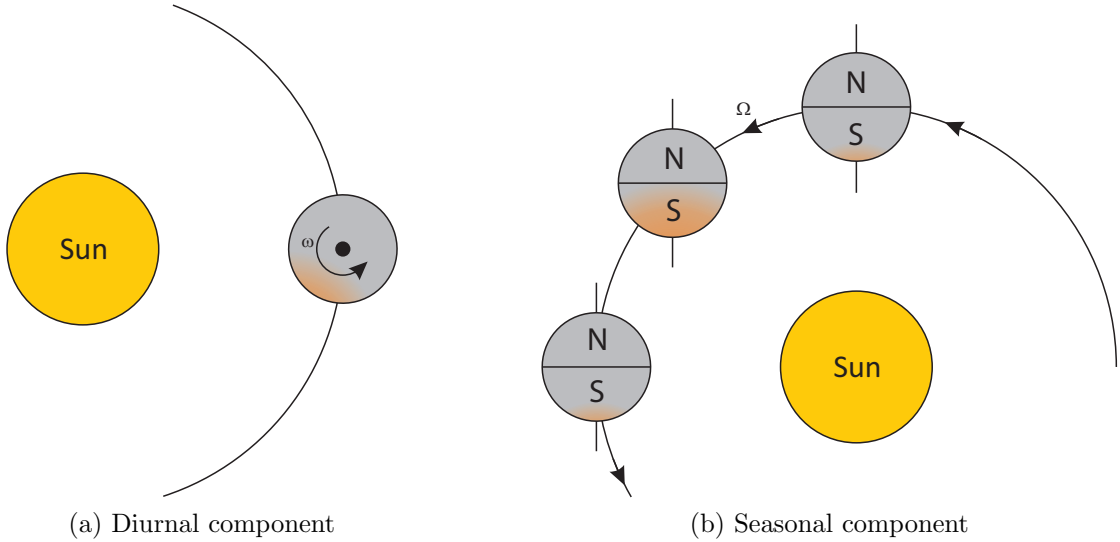 Sun
ω
(a) Diurnal component
N
S
Ω
N
S
N
S
Sun
(b) Seasonal component